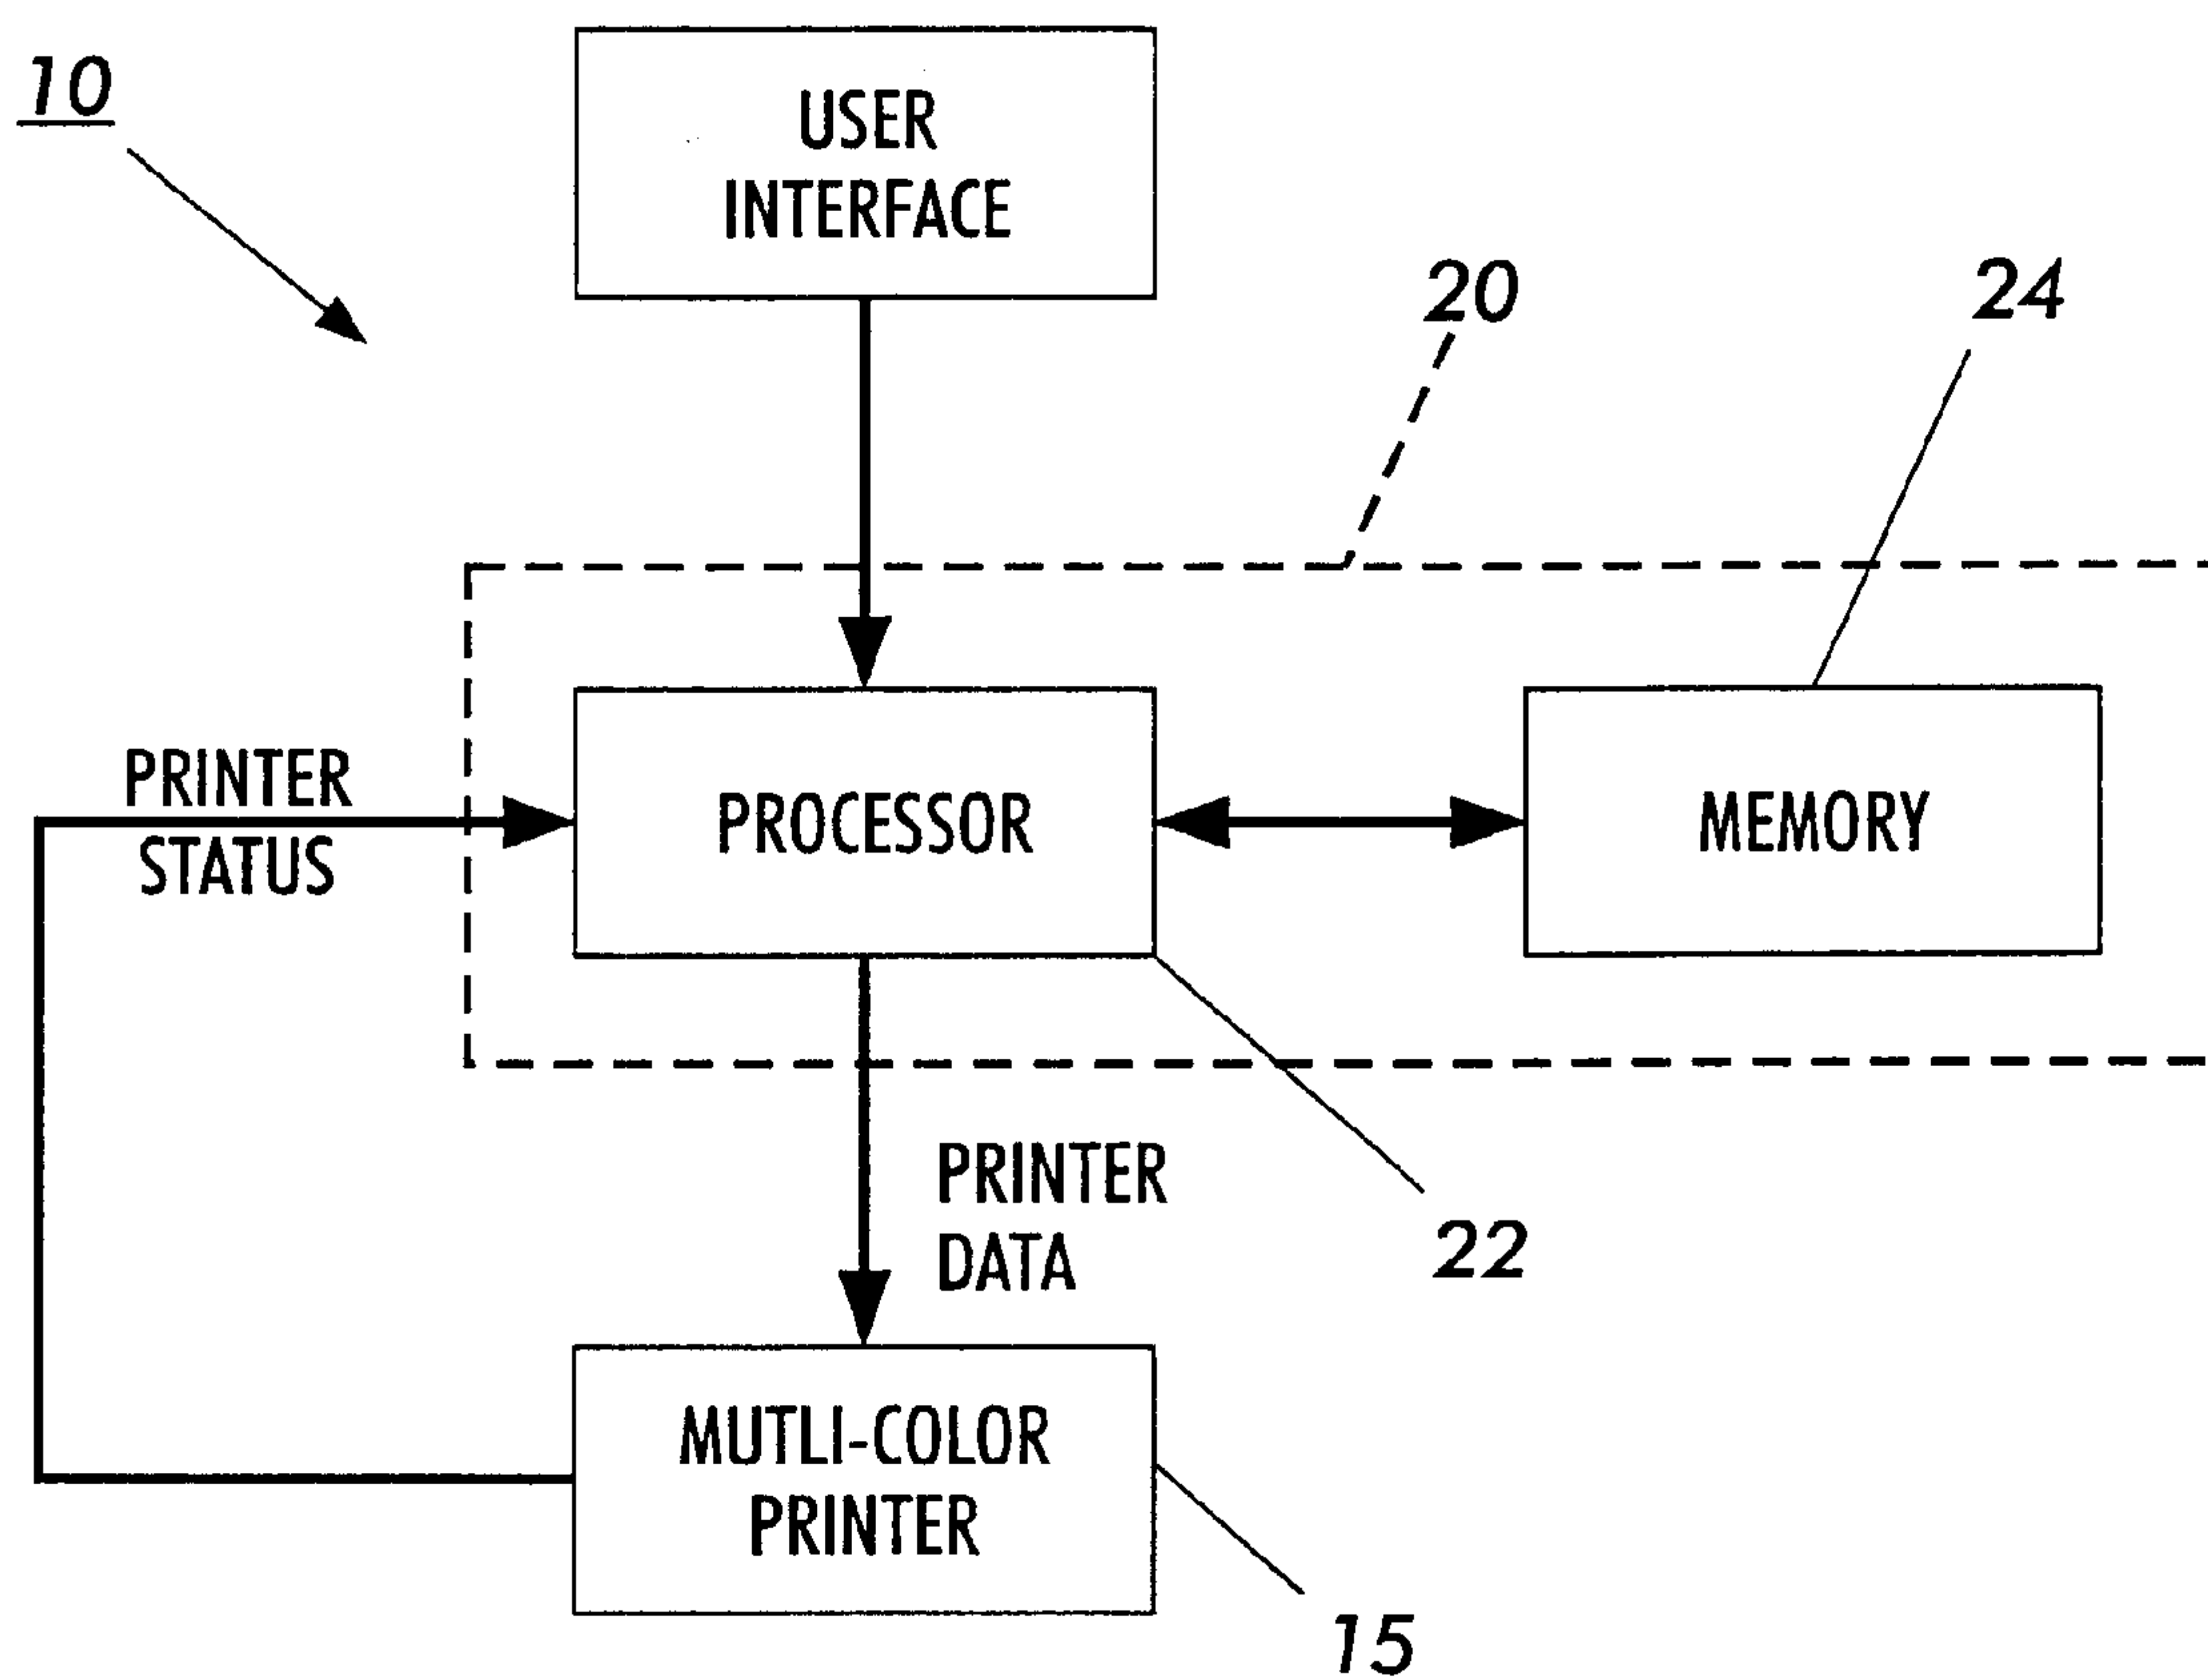 10
USER
INTERFACE
20
24
PRINTER
STATUS
PROCESSOR
MEMORY
PRINTER
DATA
22
MUTLI-COLOR
PRINTER
15